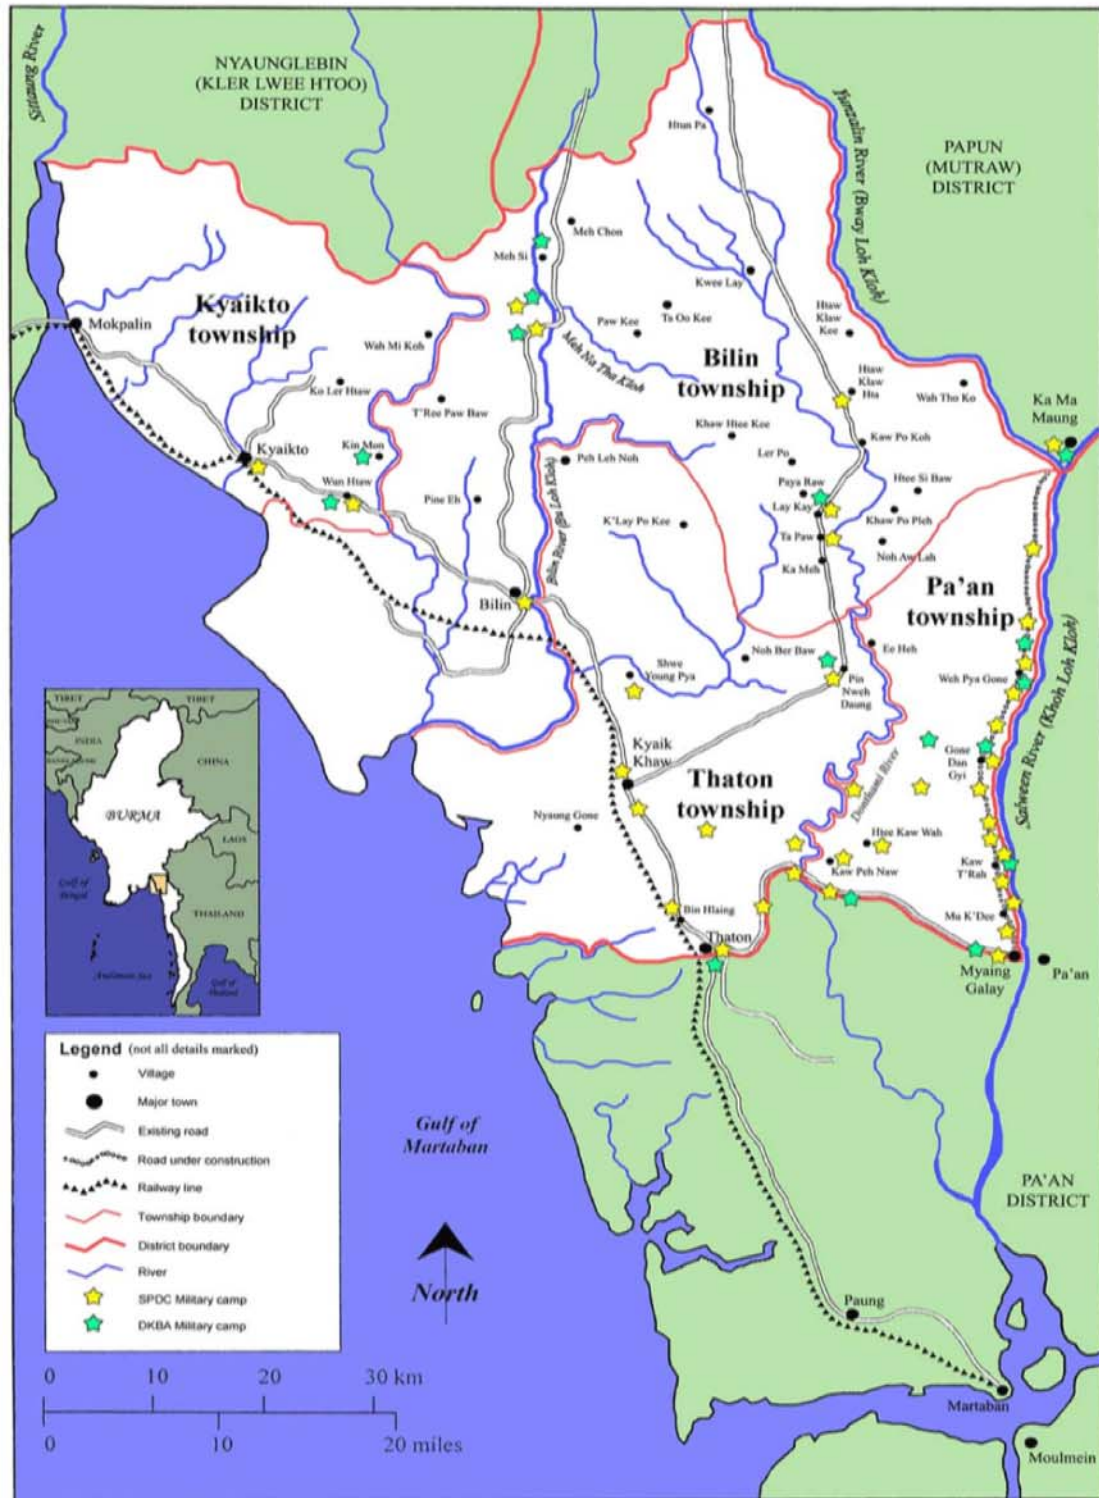 Sittaung River
NYAUNGLEBIN
(KLER LWEE HTOO)
DISTRICT
Htun Pa
Yunzalin River (Bway Loh Kloh)
PAPUN
(MUTRAW)
DISTRICT
Meh Chon
Meh Si
Kwee Lay
Kyaikto
township
Mokpalin
Wah Mi Koh
Paw Kee
Ta Oo Kee
Htaw
Klaw
Kee
Bilin
township
Meh Na Tha Kloh
Ko Ler Htaw
T'Ree Paw Baw
Htaw
Klaw
Hta
Wah Tho Ko
Ka Ma
Maung
Kyaikto
Kin Mon
Khaw Htee Kee
Kaw Po Koh
Ler Po
Peh Leh Noh
Wun Htaw
Pine Eh
Paya Raw
Htee Si Baw
Lay Kay
Khaw Po Pleh
K'Lay Po Kee
Ta Paw
Noh Aw Lah
Ka Meh
Bilin
Pa'an
township
Noh Ber Baw
Ee Heh
Shwe
Young Pya
Pin
Nweh
Daung
Weh Pya Gone
Salween River (Khoh Loh Kloh)
Kyaik
Khaw
Gone
Dan
Gyi
Thaton
township
Donthami River
Nyaung Gone
Htee Kaw Wah
Kaw Peh Naw
Kaw
T'Rah
Bin Hlaing
Mu K'Dee
Thaton
Myaing
Galay
Pa'an
TIBET
TIBET
INDIA
CHINA
BURMA
LAOS
Gulf of
Bengal
THAILAND
Andaman Sea
Gulf of
Thailand
Legend (not all details marked)
Village
Major town
Existing road
Road under construction
Railway line
Township boundary
District boundary
River
SPDC Military camp
DKBA Military camp
Gulf of
Martaban
North
PA'AN
DISTRICT
Paung
Martaban
Moulmein
0 10 20 30 km
0 10 20 miles